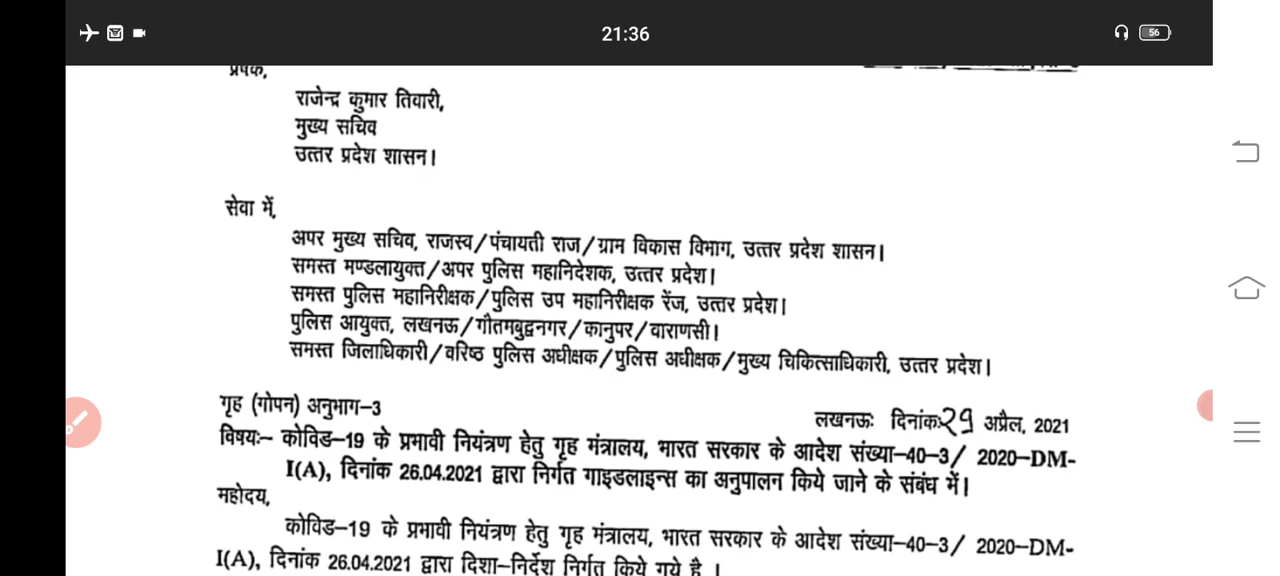 21:36
56
प्रेषक,
राजेन्द्र कुमार तिवारी,
मुख्य सचिव
उत्तर प्रदेश शासन।
सेवा में,
अपर मुख्य सचिव, राजस्व/पंचायती राज/ग्राम विकास विभाग, उत्तर प्रदेश शासन।
समस्त मण्डलायुक्त/अपर पुलिस महानिदेशक, उत्तर प्रदेश।
समस्त पुलिस महानिरीक्षक/पुलिस उप महानिरीक्षक रेंज, उत्तर प्रदेश।
पुलिस आयुक्त, लखनऊ/गौतमबुद्वनगर/कानुपर/वाराणसी।
समस्त जिलाधिकारी/वरिष्ठ पुलिस अधीक्षक/पुलिस अधीक्षक/मुख्य चिकित्साधिकारी, उत्तर प्रदेश।
गृह (गोपन) अनुभाग-3 लखनऊः दिनांकः29 अप्रैल, 2021
विषयः- कोविड-19 के प्रभावी नियंत्रण हेतु गृह मंत्रालय, भारत सरकार के आदेश संख्या-40-3/ 2020-DM-
I(A), दिनांक 26.04.2021 द्वारा निर्गत गाइडलाइन्स का अनुपालन किये जाने के संबंध में।
महोदय,
कोविड-19 के प्रभावी नियंत्रण हेतु गृह मंत्रालय, भारत सरकार के आदेश संख्या-40-3/ 2020-DM-
I(A), दिनांक 26.04.2021 द्वारा दिशा-निर्देश निर्गत किये गये है ।